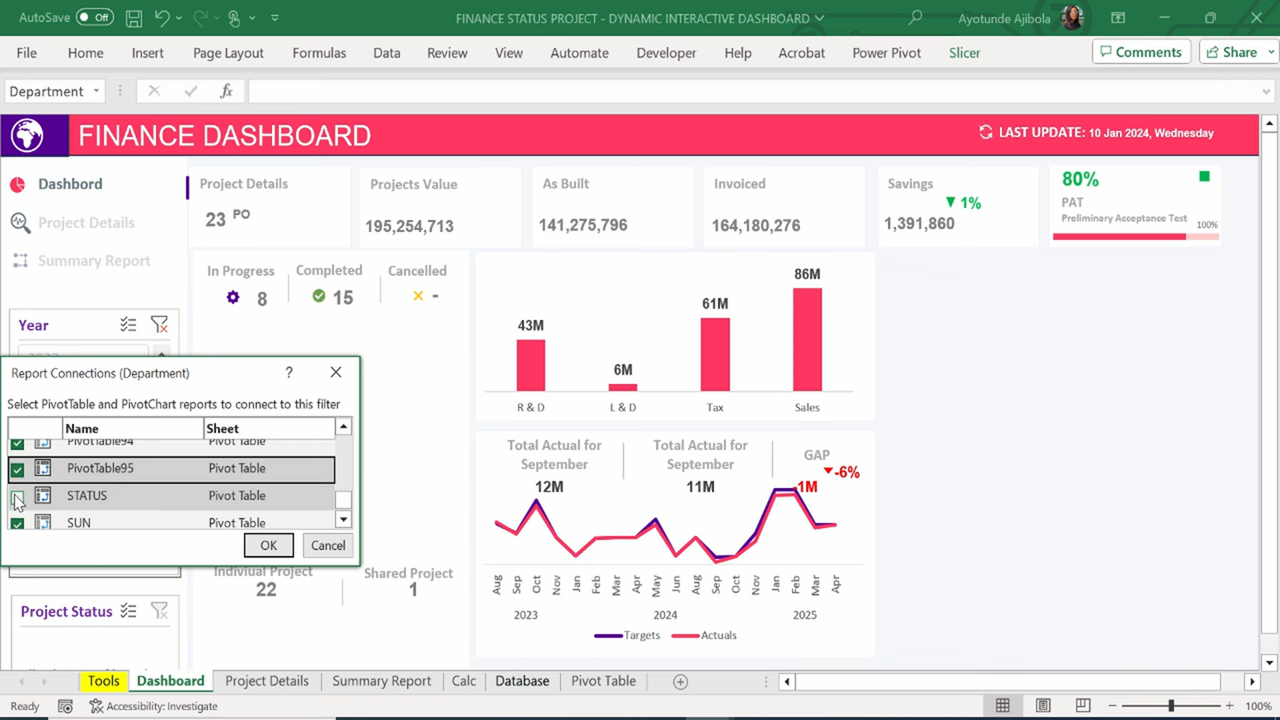 AutoSave Off
FINANCE STATUS PROJECT - DYNAMIC INTERACTIVE DASHBOARD
Ayotunde Ajibola
File Home Insert Page Layout Formulas Data Review View Automate Developer Help Acrobat Power Pivot Slicer
Comments Share
Department fx
FINANCE DASHBOARD
LAST UPDATE: 10 Jan 2024, Wednesday
Dashbord
Project Details
Summary Report
Project Details
23 PO
Projects Value
195,254,713
As Built
141,275,796
Invoiced
164,180,276
Savings
1%
1,391,860
80%
PAT
Preliminary Acceptance Test
100%
In Progress
8
Completed
15
Cancelled
-
Year
Report Connections (Department) ?
Select PivotTable and PivotChart reports to connect to this filter
Name Sheet
PivotTable94 Pivot Table
PivotTable95 Pivot Table
STATUS Pivot Table
SUN Pivot Table
OK Cancel
43M 6M 61M 86M
R & D L & D Tax Sales
Total Actual for
September
12M
Total Actual for
September
11M
GAP
-6%
-1M
Aug Sep Oct Nov Jan Feb Mar Apr May Jun Aug Sep Oct Nov Jan Feb Mar Apr
2023 2024 2025
Targets Actuals
Indiviual Project
22
Shared Project
1
Project Status
Tools Dashboard Project Details Summary Report Calc Database Pivot Table
Ready Accessibility: Investigate 100%